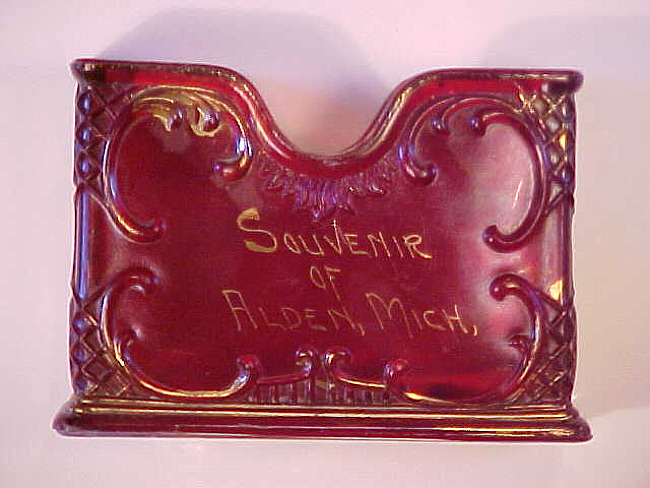 SOUVENIR
OF
ALDEN, MICH.